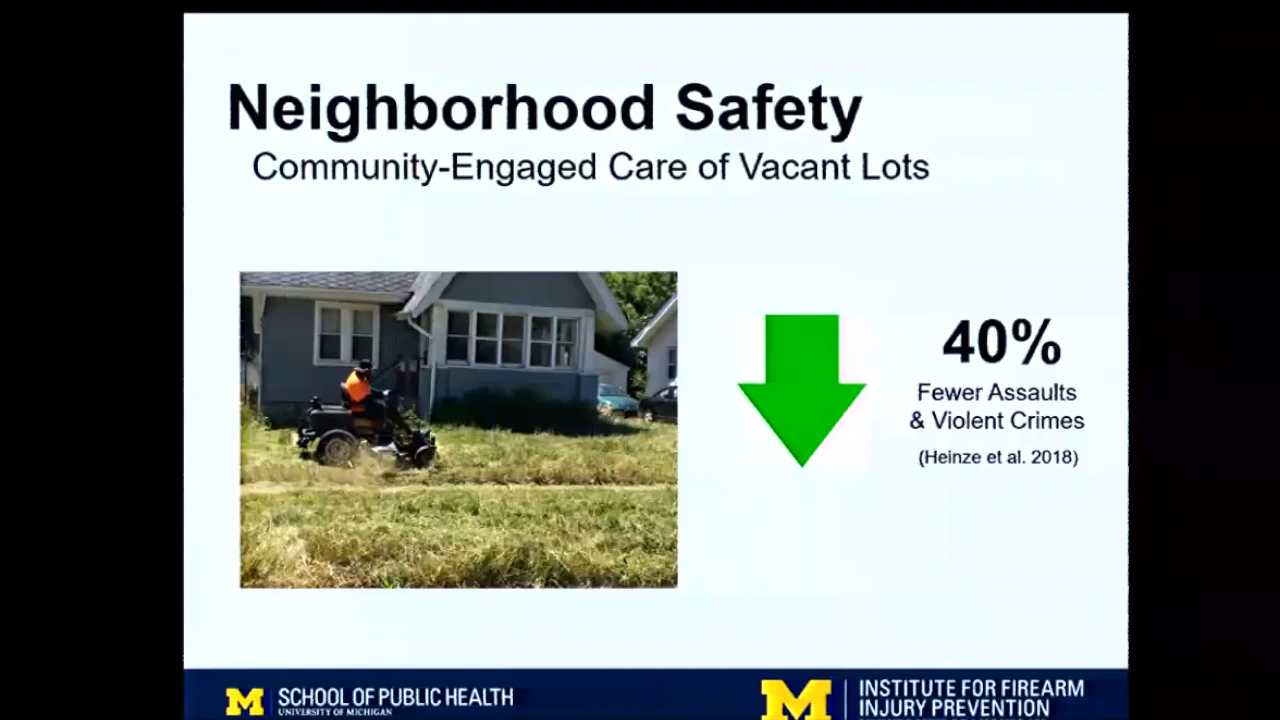 Neighborhood Safety
Community-Engaged Care of Vacant Lots
40%
Fewer Assaults
& Violent Crimes
(Heinze et al. 2018)
M SCHOOL OF PUBLIC HEALTH
UNIVERSITY OF MICHIGAN
M INSTITUTE FOR FIREARM
INJURY PREVENTION